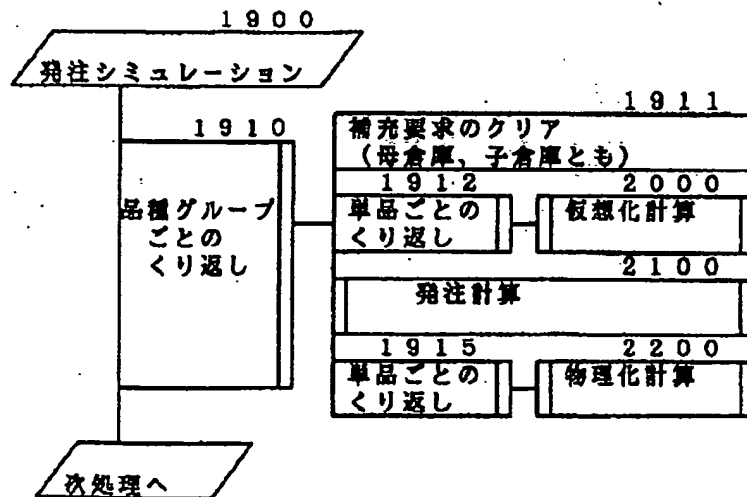 1900
発注シミュレーション
1910
品種グループ
ごとの
くり返し
1911
補充要求のクリア
(母倉庫、子倉庫とも)
1912
単品ごとの
くり返し
2000
仮想化計算
2100
発注計算
1915
単品ごとの
くり返し
2200
物理化計算
次処理へ